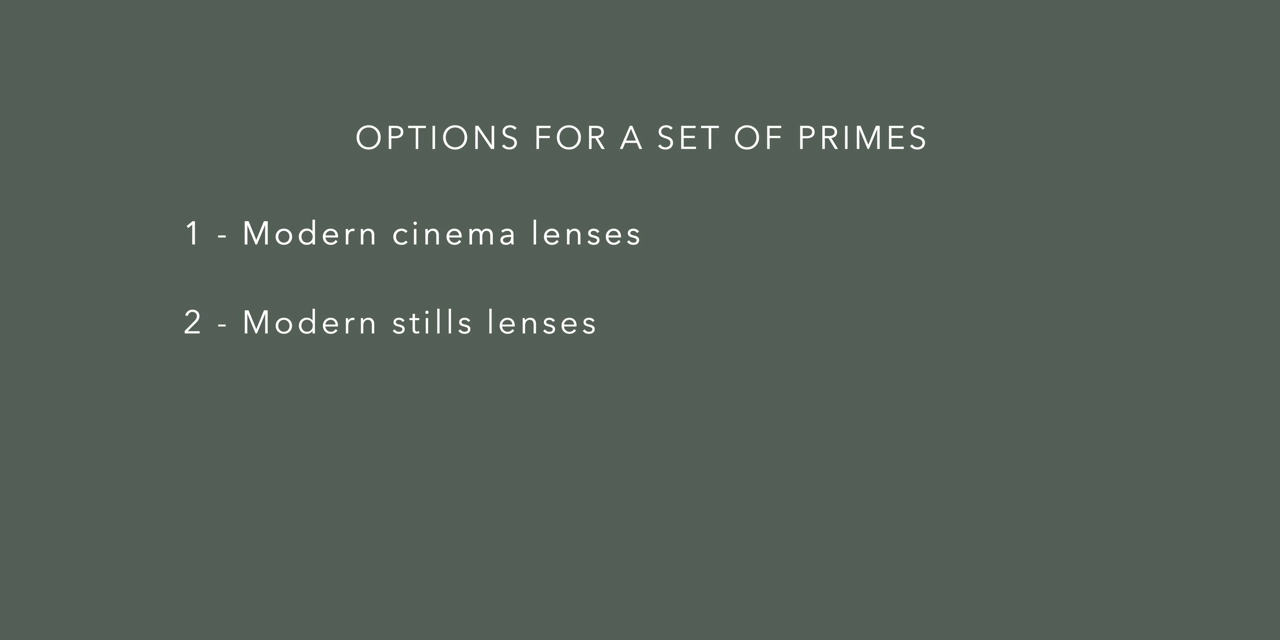 OPTIONS FOR A SET OF PRIMES
1 - Modern cinema lenses
2 - Modern stills lenses